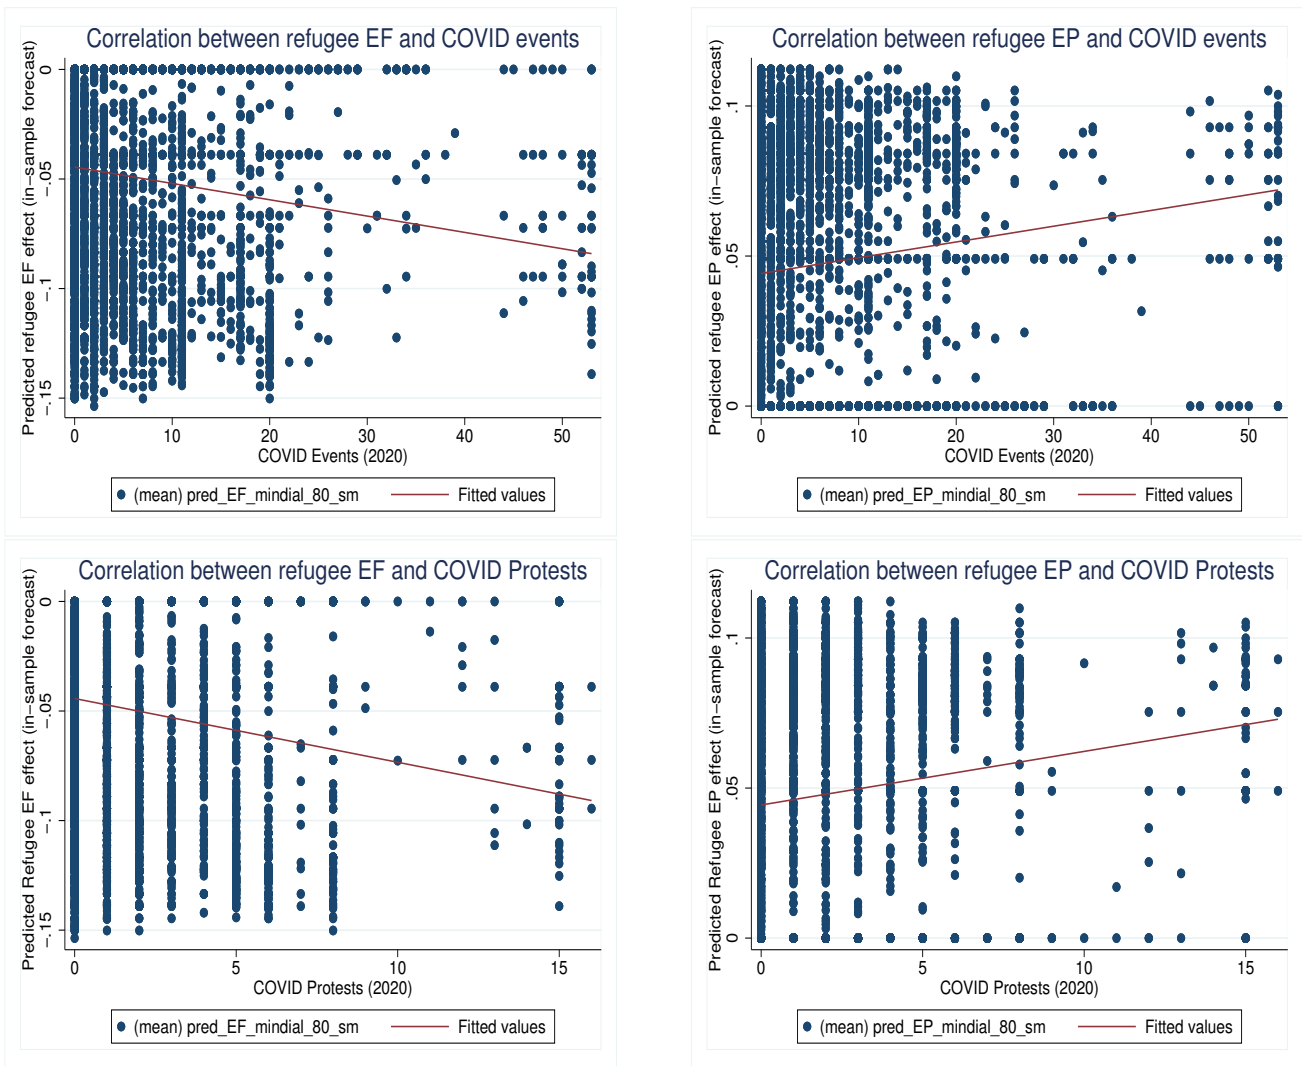 Correlation between refugee EF and COVID events
Predicted refugee EF effect (in−sample forecast)
0
−.05
−.1
−.15
0 10 20 30 40 50
COVID Events (2020)
(mean) pred_EF_mindial_80_sm Fitted values
Correlation between refugee EP and COVID events
Predicted refugee EP effect (in−sample forecast)
.1
.05
0
0 10 20 30 40 50
COVID Events (2020)
(mean) pred_EP_mindial_80_sm Fitted values
Correlation between refugee EF and COVID Protests
Predicted Refugee EF effect (in−sample forecast)
0
−.05
−.1
−.15
0 5 10 15
COVID Protests (2020)
(mean) pred_EF_mindial_80_sm Fitted values
Correlation between refugee EP and COVID Protests
Predicted Refugee EP effect (in−sample forecast)
.1
.05
0
0 5 10 15
COVID Protests (2020)
(mean) pred_EP_mindial_80_sm Fitted values